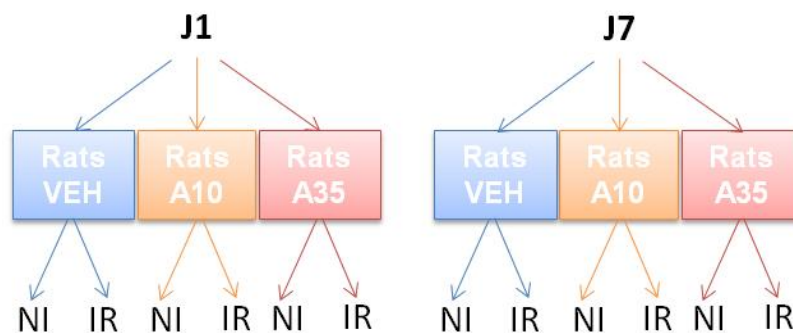 J1 J7
Rats Rats Rats Rats Rats Rats
VEH A10 A35 VEH A10 A35
NI IR NI IR NI IR NI IR NI IR NI IR